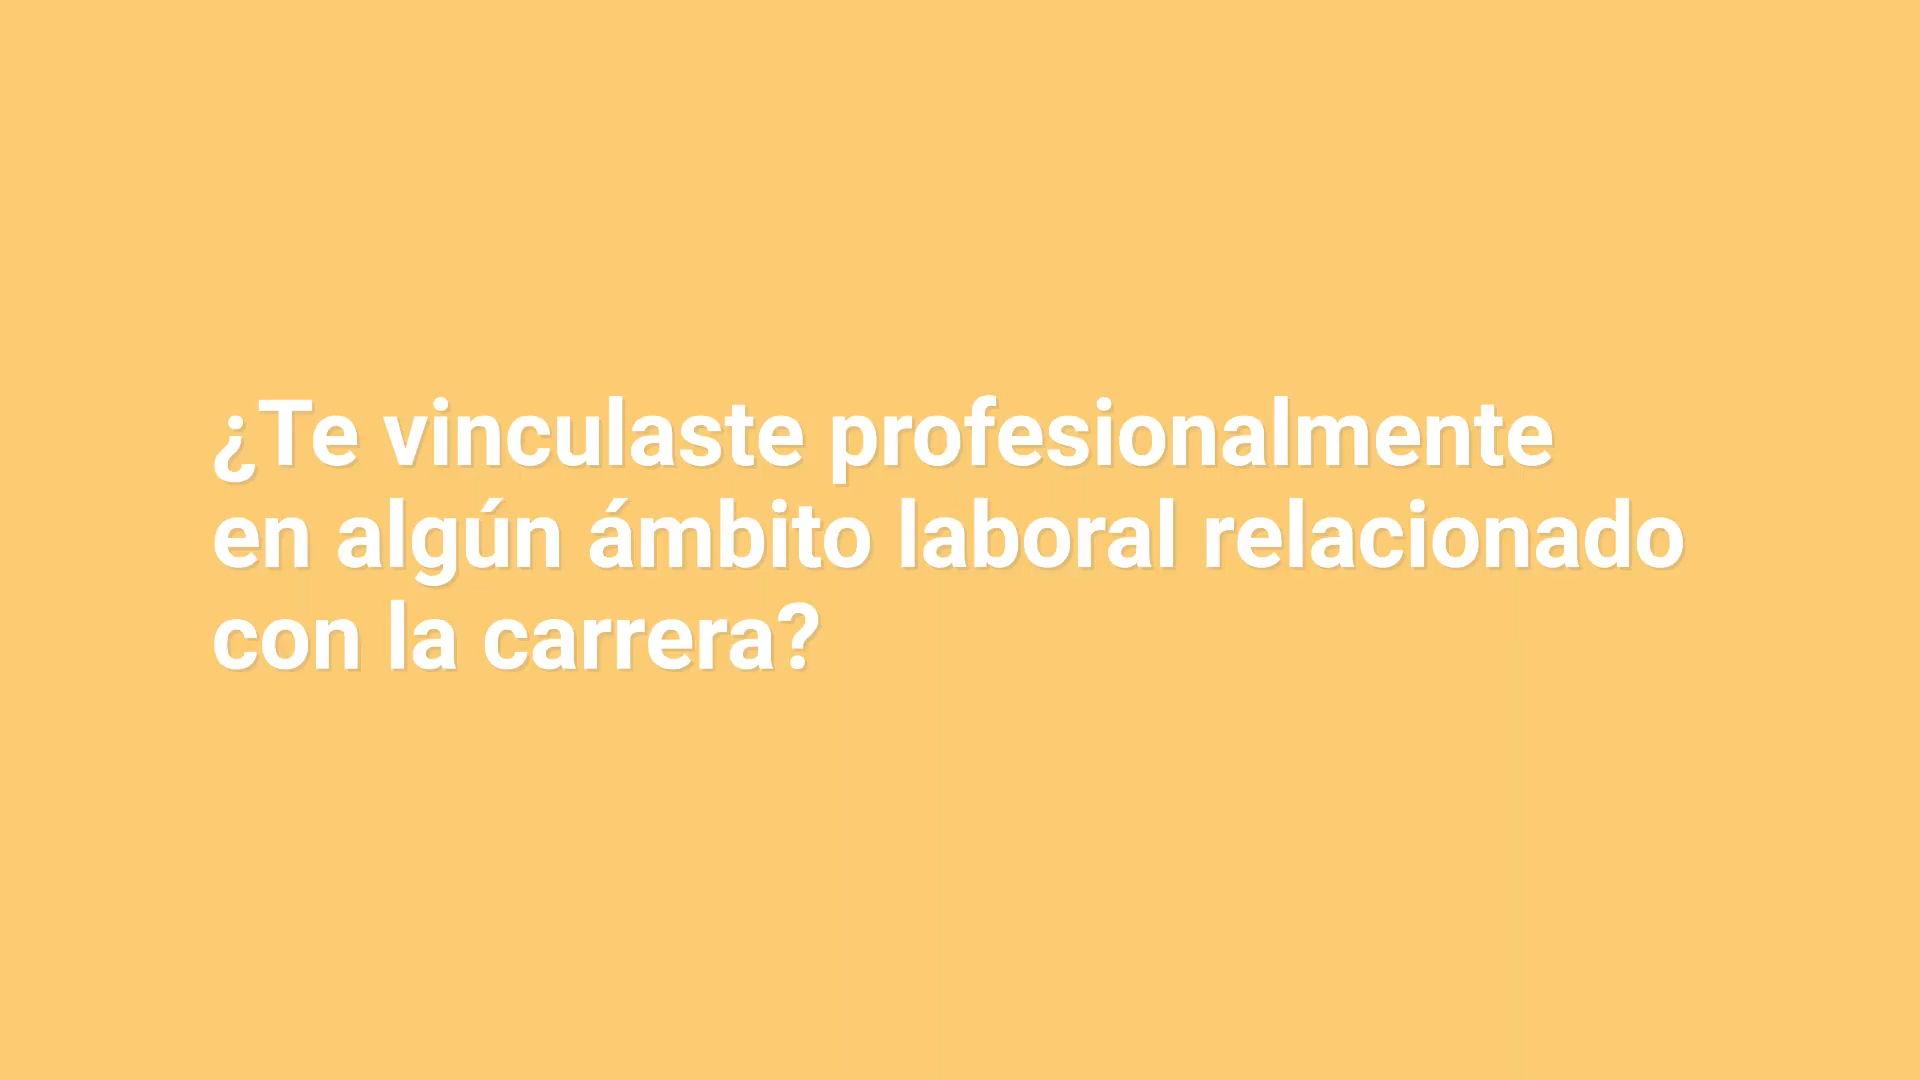 ¿Te vinculaste profesionalmente
en algún ámbito laboral relacionado
con la carrera?